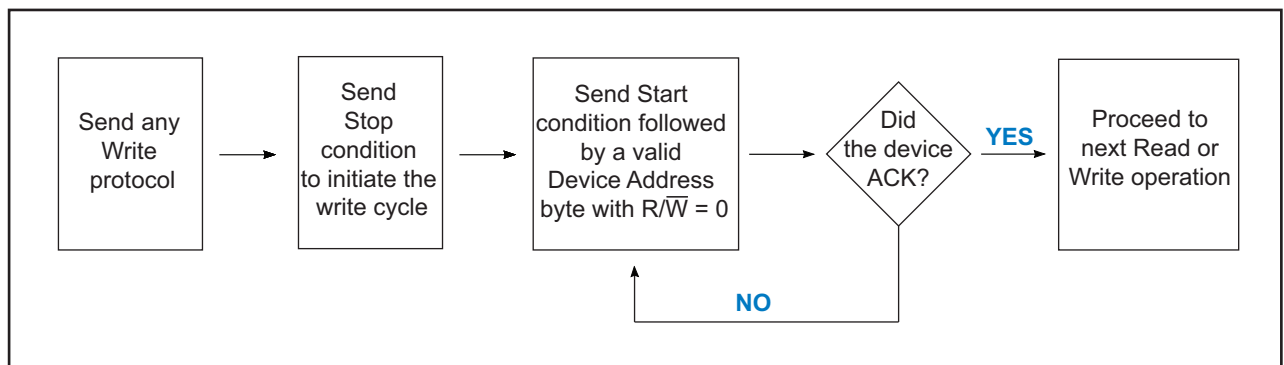 Send any
Write
protocol
Send
Stop
condition
to initiate the
write cycle
Send Start
condition followed
by a valid
Device Address
byte with R/W̅ = 0
Did
the device
ACK?
YES
NO
Proceed to
next Read or
Write operation